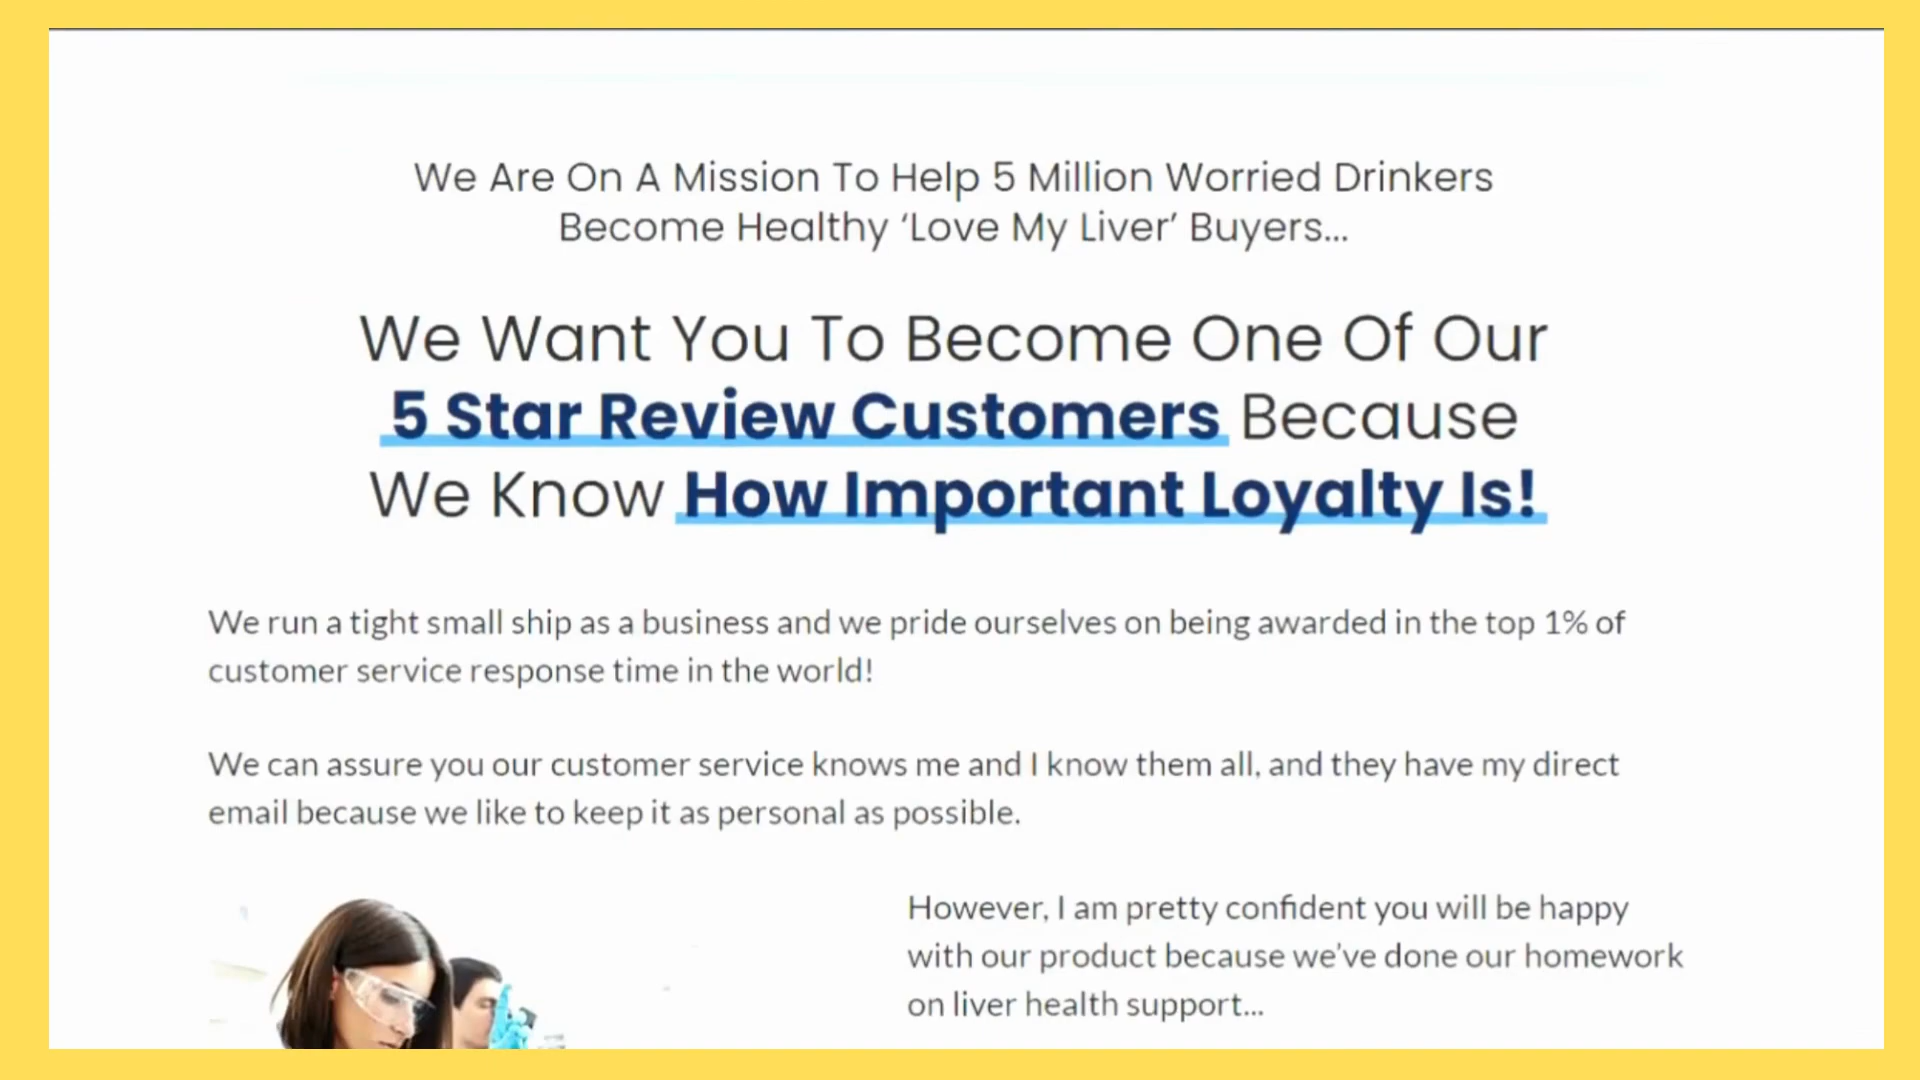 We Are On A Mission To Help 5 Million Worried Drinkers
Become Healthy ‘Love My Liver’ Buyers...
We Want You To Become One Of Our
5 Star Review Customers Because
We Know How Important Loyalty Is!
We run a tight small ship as a business and we pride ourselves on being awarded in the top 1% of
customer service response time in the world!
We can assure you our customer service knows me and I know them all, and they have my direct
email because we like to keep it as personal as possible.
However, I am pretty confident you will be happy
with our product because we've done our homework
on liver health support...